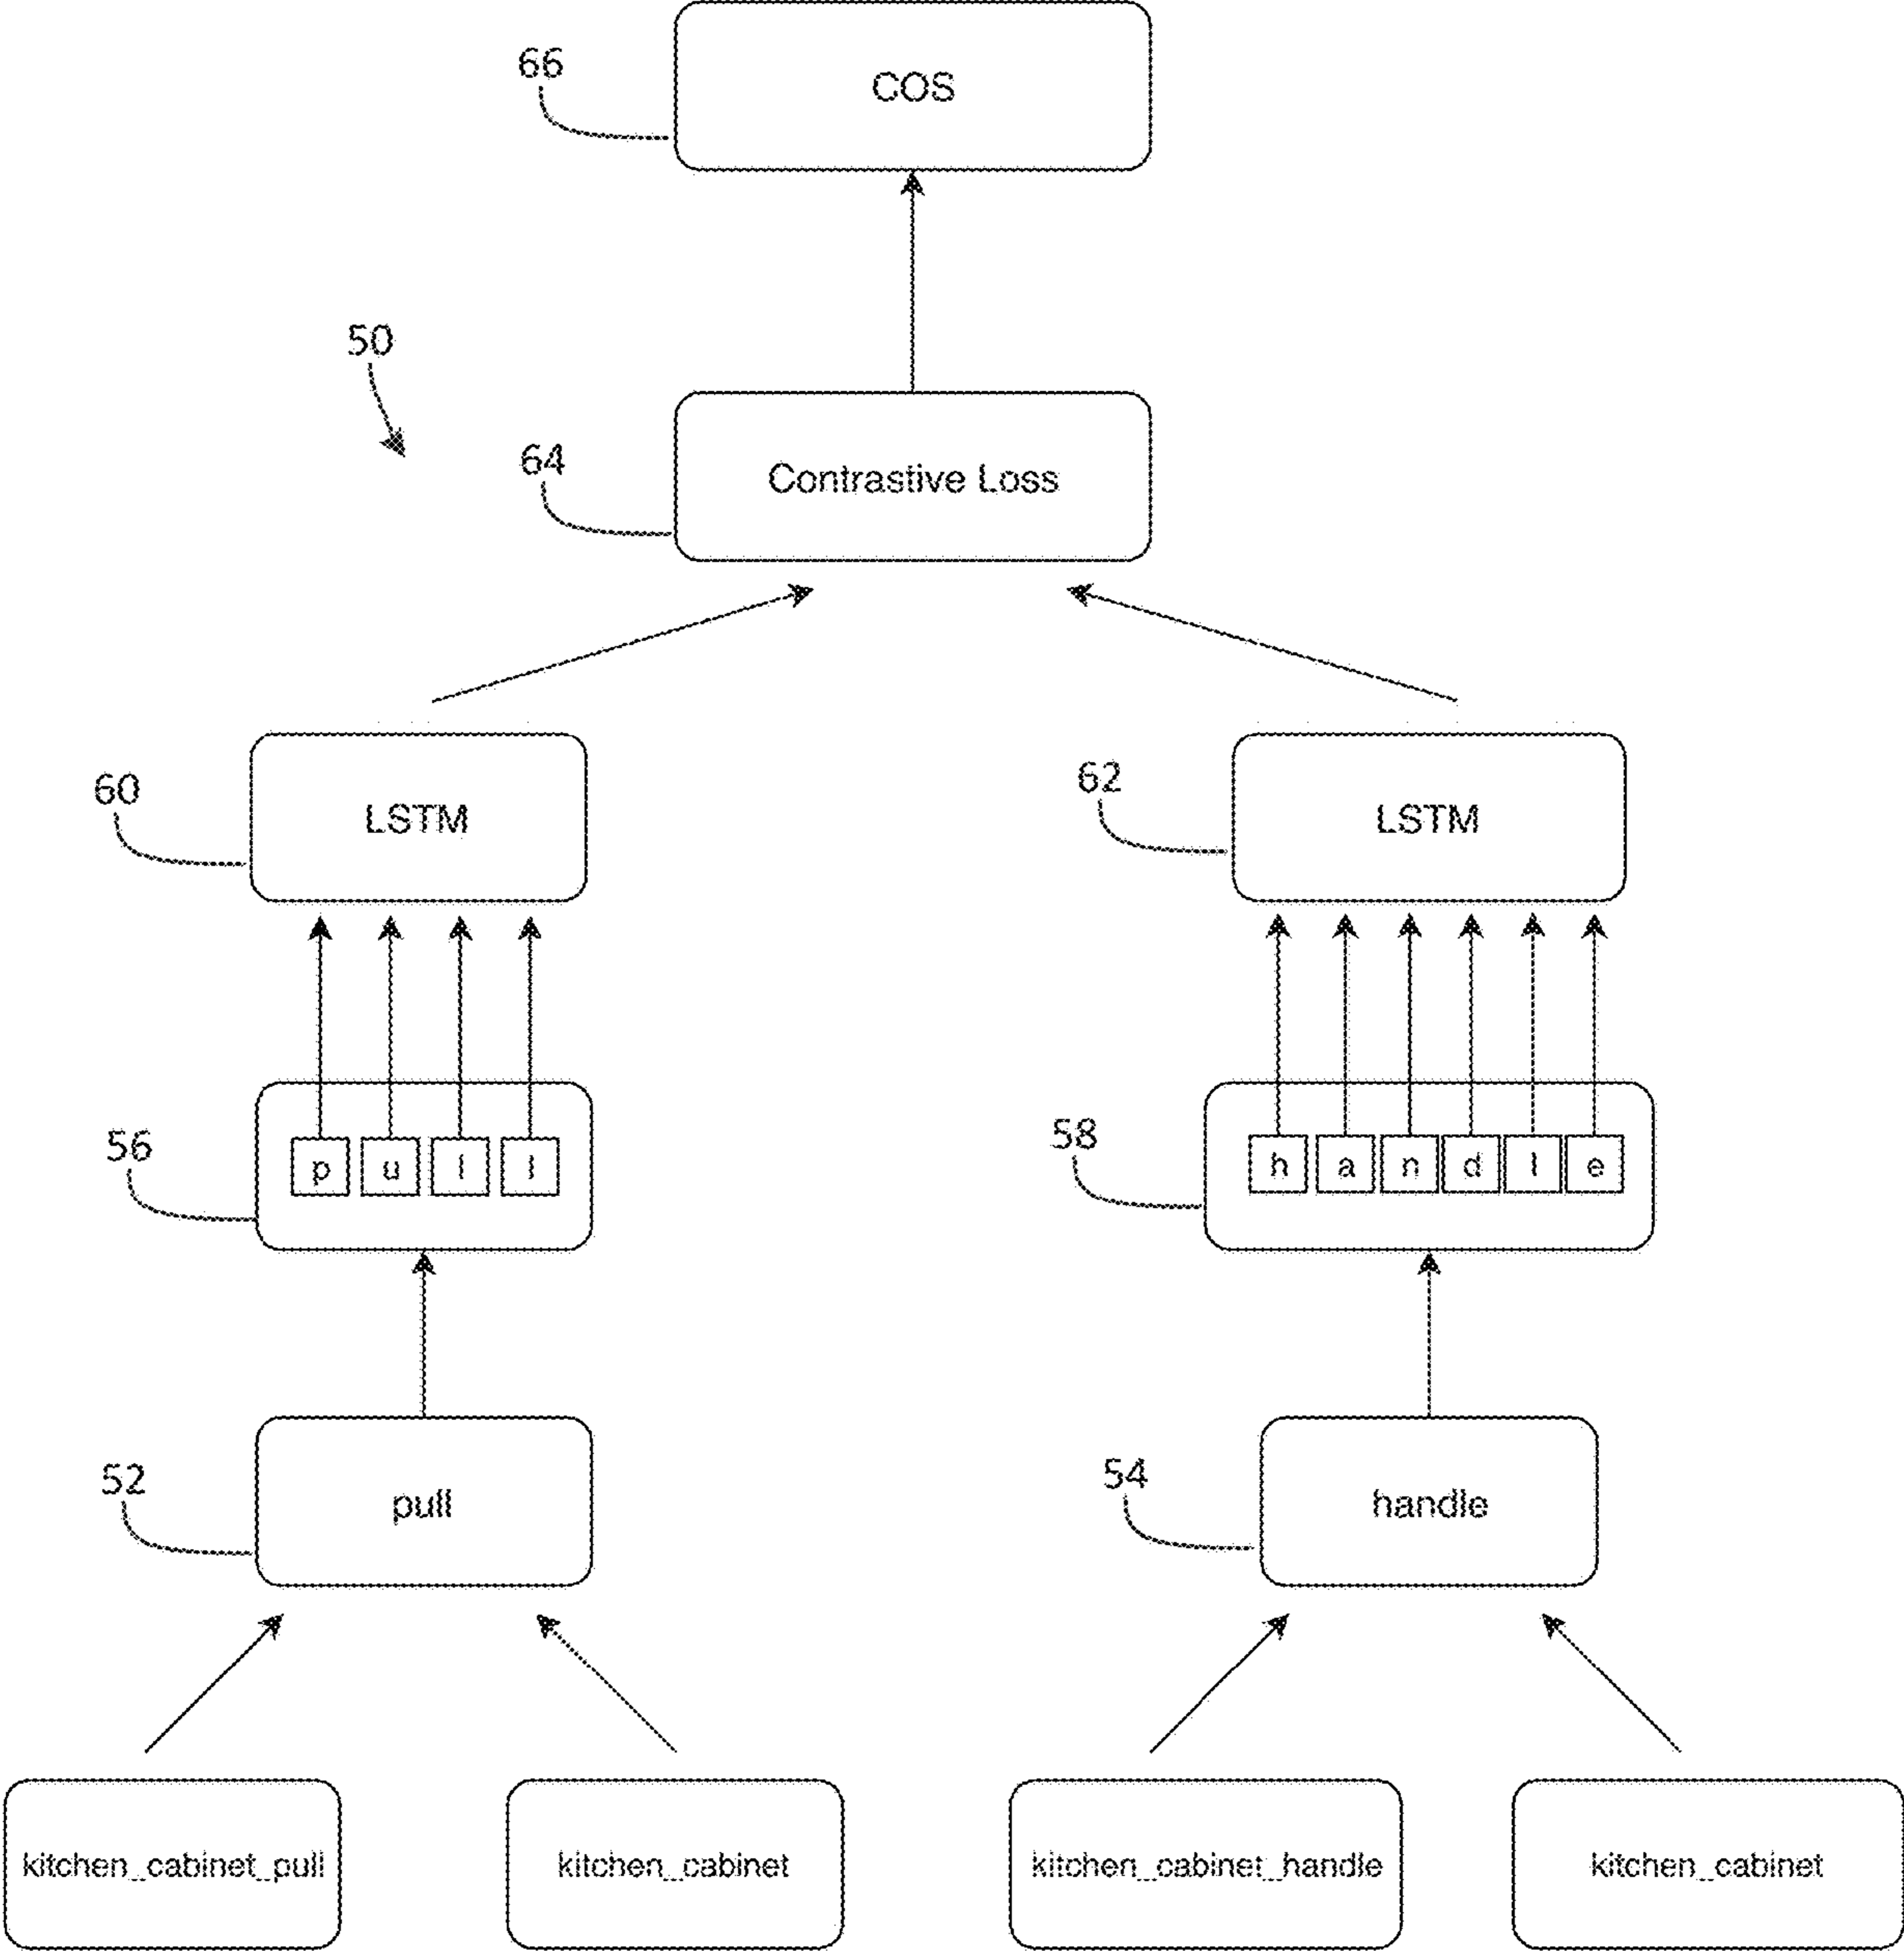 66
COS
50
64
Contrastive Loss
60
LSTM
62
LSTM
56
p u l l
58
h a n d l e
52
pull
54
handle
kitchen_cabinet_pull
kitchen_cabinet
kitchen_cabinet_handle
kitchen_cabinet